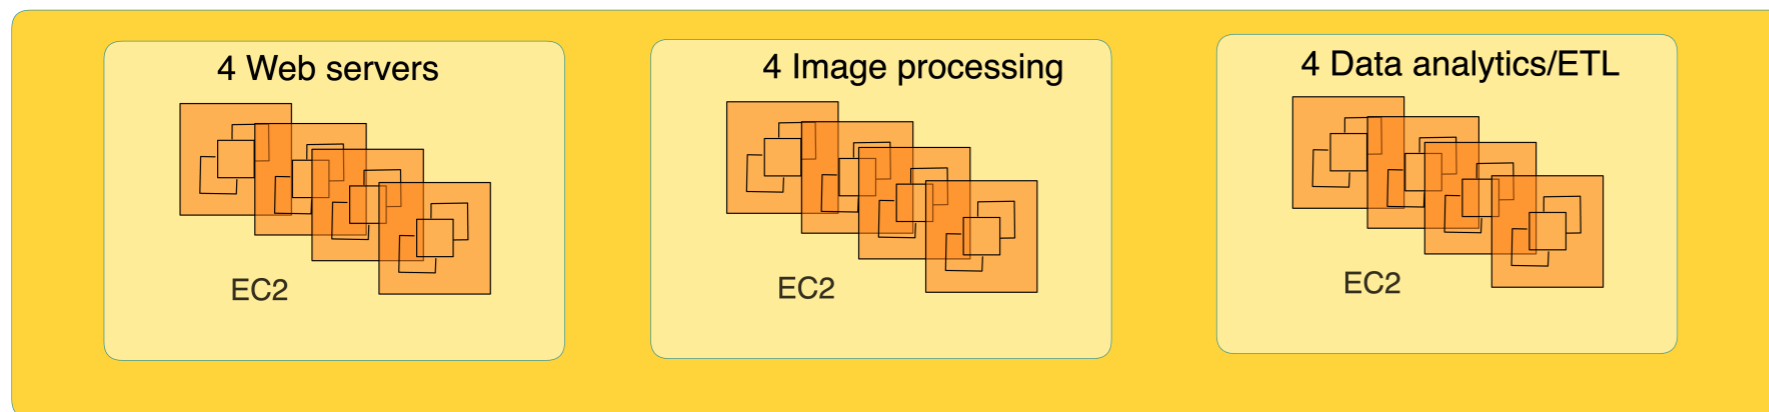 4 Web servers
4 Image processing
4 Data analytics/ETL
EC2
EC2
EC2